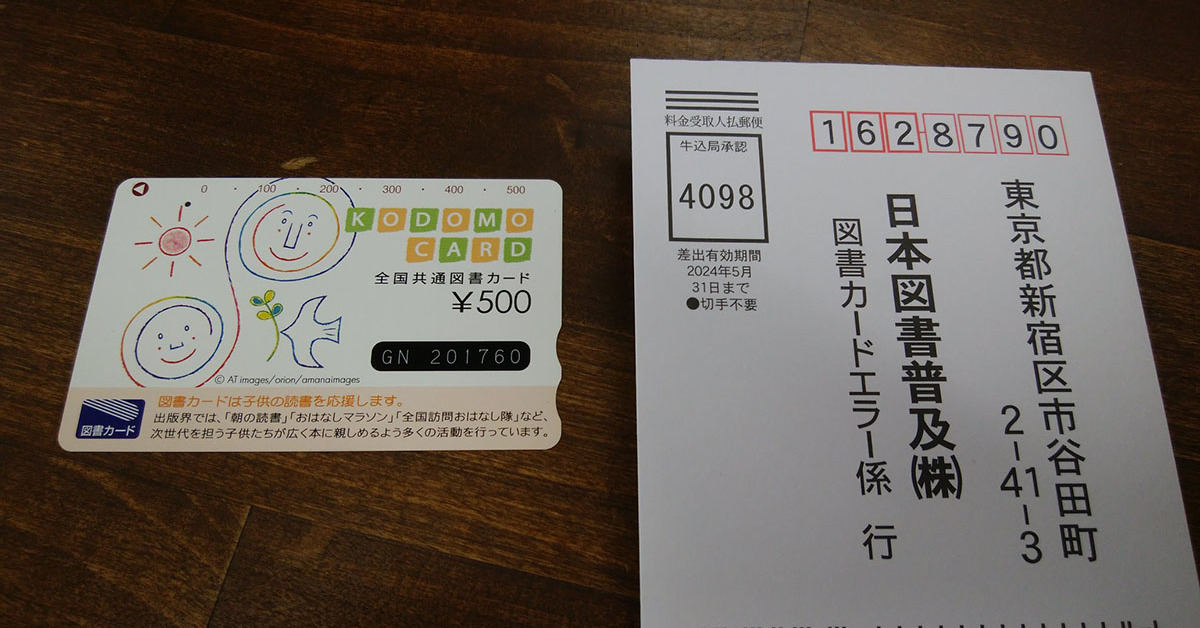 0 ・ 100 ・ 200 ・ 300 ・ 400 ・ 500
KODOMO
CARD
全国共通図書カード
¥500
GN 201760
© AT images/orion/amanaimages
図書カードは子供の読書を応援します。
図書カード
出版界では、「朝の読書」「おはなしマラソン」「全国訪問おはなし隊」など、
次世代を担う子供たちが広く本に親しめるよう多くの活動を行っています。
料金受取人払郵便
牛込局承認
4098
差出有効期間
2024年5月
31日まで
●切手不要
162-8790
東京都新宿区市谷田町
2-41-3
日本図書普及(株)
図書カードエラー係 行